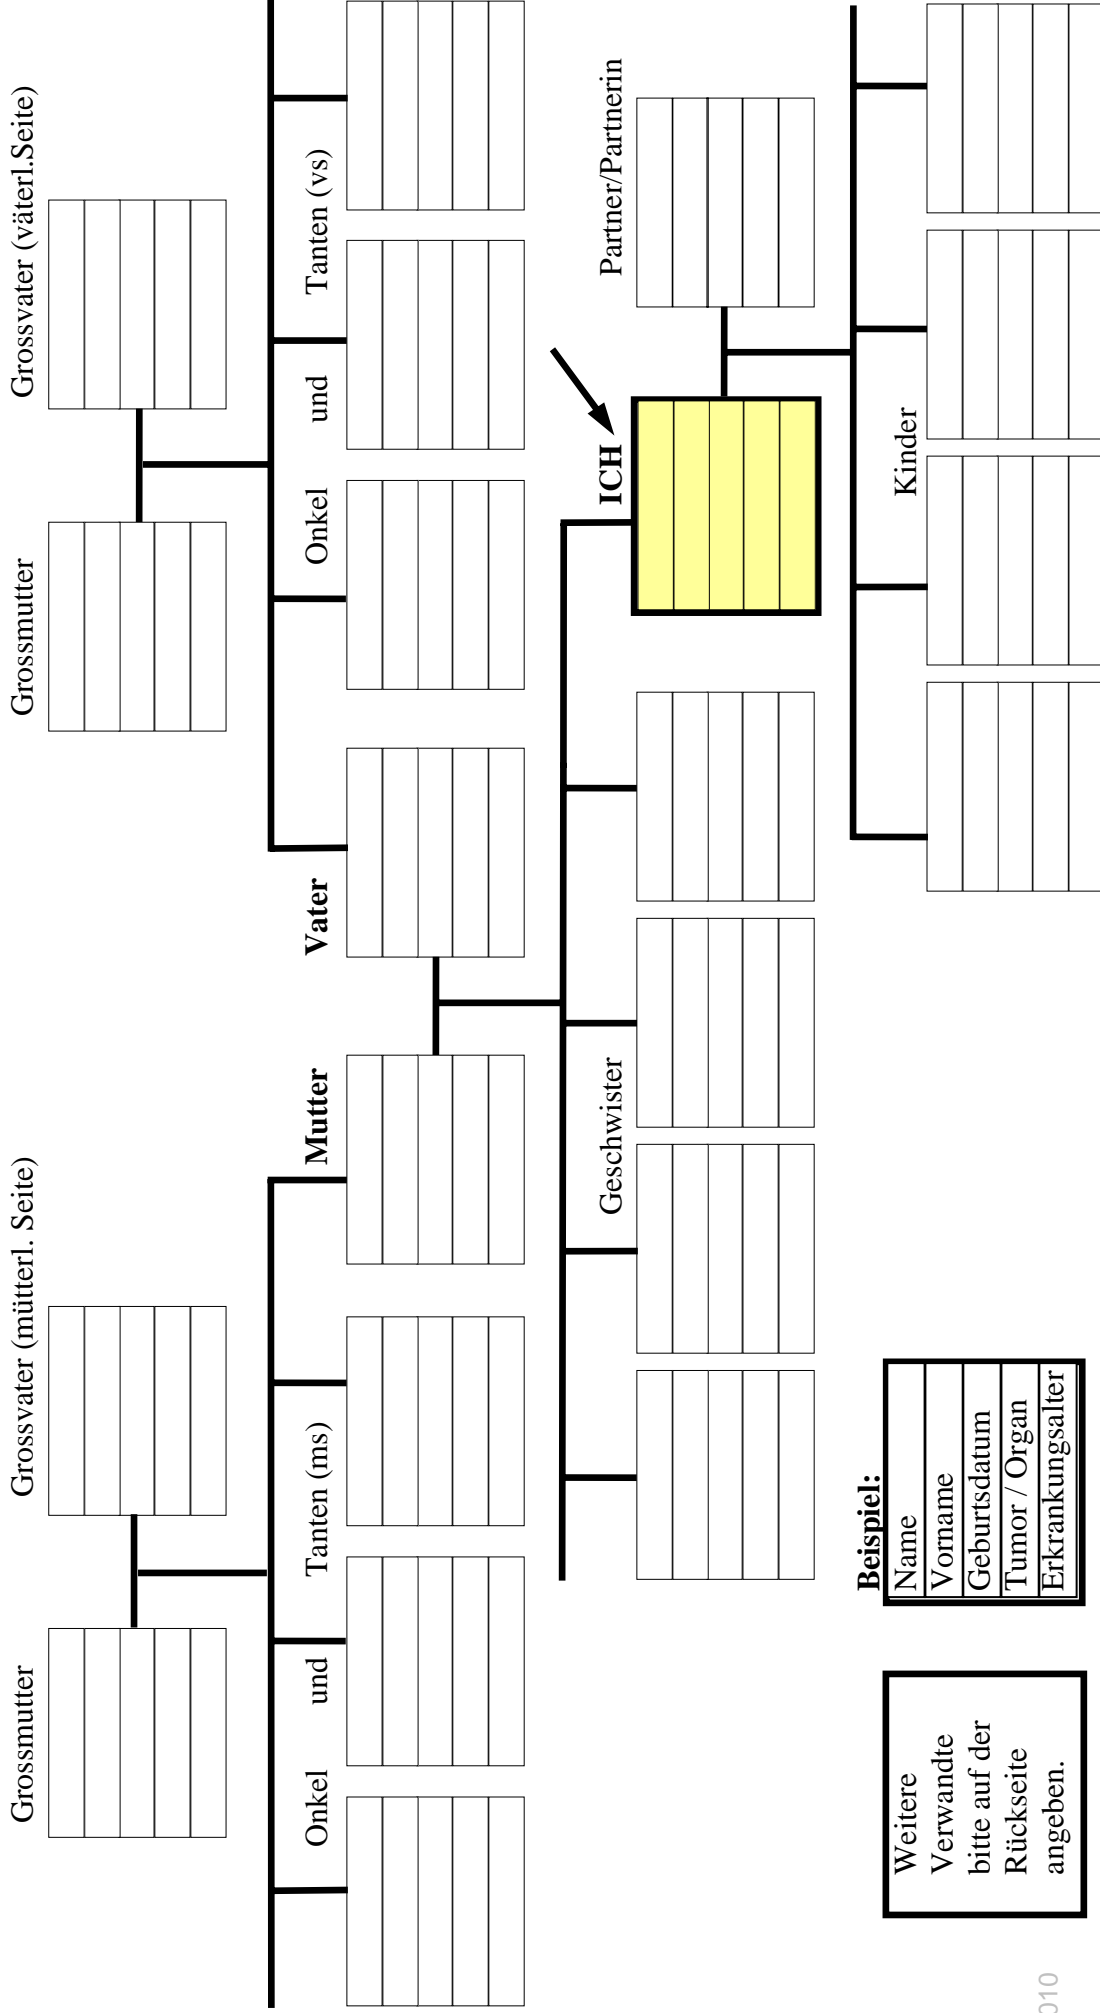 Grossmutter
Grossvater (mütterl. Seite)
Grossmutter
Grossvater (väterl.Seite)
Onkel und Tanten (ms)
Mutter
Vater
Onkel und Tanten (vs)
Geschwister
ICH
Partner/Partnerin
Kinder
Weitere
Verwandte
bitte auf der
Rückseite
angeben.
Beispiel:
Name
Vorname
Geburtsdatum
Tumor / Organ
Erkrankungsalter
010